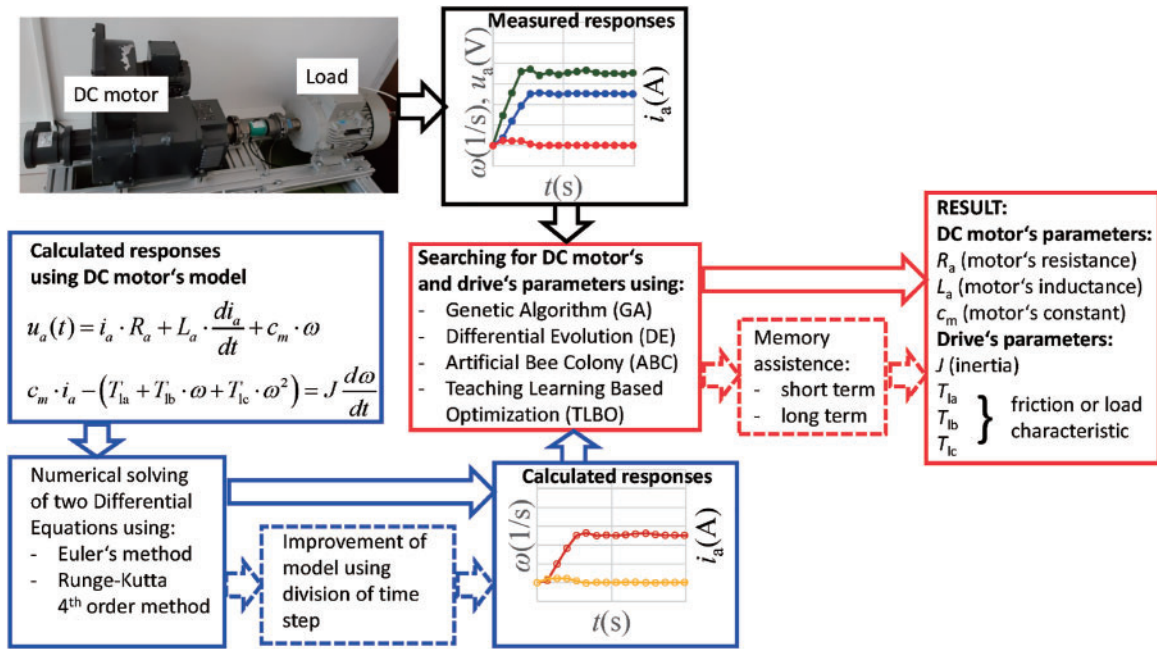 DC motor
Load
Measured responses
ω(1/s), uₐ(V)
iₐ(A)
t(s)
Calculated responses
using DC motor's model
uₐ(t) = iₐ · Rₐ + Lₐ · diₐ/dt + cₘ · ω
cₘ · iₐ − (Tₗₐ + Tₗb · ω + Tₗc · ω²) = J dω/dt
Searching for DC motor's
and drive's parameters using:
- Genetic Algorithm (GA)
- Differential Evolution (DE)
- Artificial Bee Colony (ABC)
- Teaching Learning Based
Optimization (TLBO)
Memory
assistence:
- short term
- long term
RESULT:
DC motor's parameters:
Rₐ (motor's resistance)
Lₐ (motor's inductance)
cₘ (motor's constant)
Drive's parameters:
J (inertia)
Tₗₐ
Tₗb
Tₗc
} friction or load
characteristic
Numerical solving
of two Differential
Equations using:
- Euler's method
- Runge-Kutta
4th order method
Improvement of
model using
division of time
step
Calculated responses
ω(1/s)
iₐ(A)
t(s)